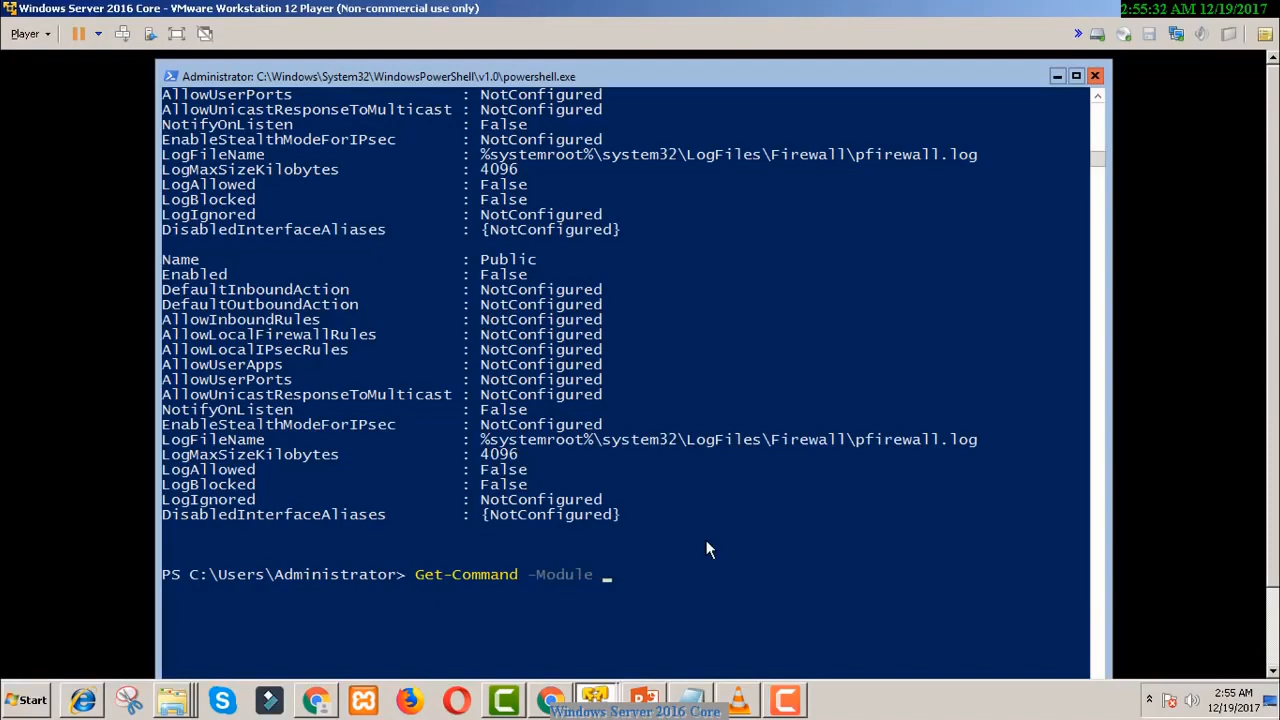 Windows Server 2016 Core - VMware Workstation 12 Player (Non-commercial use only)
2:55:32 AM 12/19/2017
Player
Administrator: C:\Windows\System32\WindowsPowerShell\v1.0\powershell.exe
AllowUserPorts : NotConfigured
AllowUnicastResponseToMulticast : NotConfigured
NotifyOnListen : False
EnableStealthModeForIPsec : NotConfigured
LogFileName : %systemroot%\system32\LogFiles\Firewall\pfirewall.log
LogMaxSizeKilobytes : 4096
LogAllowed : False
LogBlocked : False
LogIgnored : NotConfigured
DisabledInterfaceAliases : {NotConfigured}
Name : Public
Enabled : False
DefaultInboundAction : NotConfigured
DefaultOutboundAction : NotConfigured
AllowInboundRules : NotConfigured
AllowLocalFirewallRules : NotConfigured
AllowLocalIPsecRules : NotConfigured
AllowUserApps : NotConfigured
AllowUserPorts : NotConfigured
AllowUnicastResponseToMulticast : NotConfigured
NotifyOnListen : False
EnableStealthModeForIPsec : NotConfigured
LogFileName : %systemroot%\system32\LogFiles\Firewall\pfirewall.log
LogMaxSizeKilobytes : 4096
LogAllowed : False
LogBlocked : False
LogIgnored : NotConfigured
DisabledInterfaceAliases : {NotConfigured}
PS C:\Users\Administrator> Get-Command -Module _
Start
2:55 AM
Windows Server 2016 Core
12/19/2017